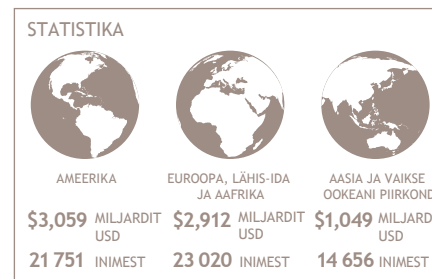 STATISTIKA
AMEERIKA
$3,059 MILJARDIT
USD
21 751 INIMEST
EUROOPA, LÄHIS-IDA
JA AAFRIKA
$2,912 MILJARDIT
USD
23 020 INIMEST
AASIA JA VAIKSE
OOKEANI PIIRKOND
$1,049 MILJARD
USD
14 656 INIMEST